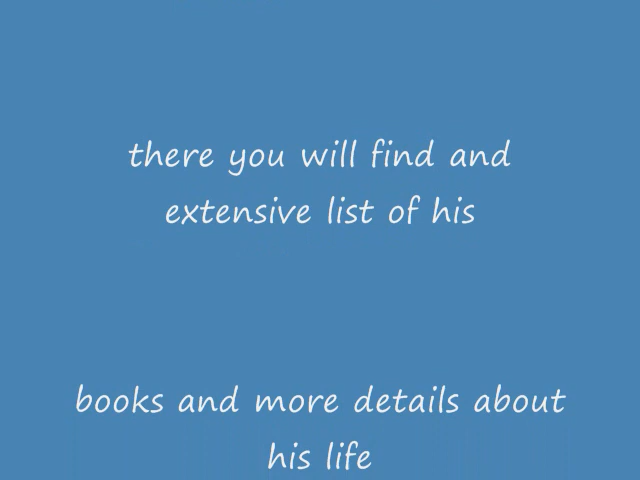 there you will find and
extensive list of his
books and more details about
his life